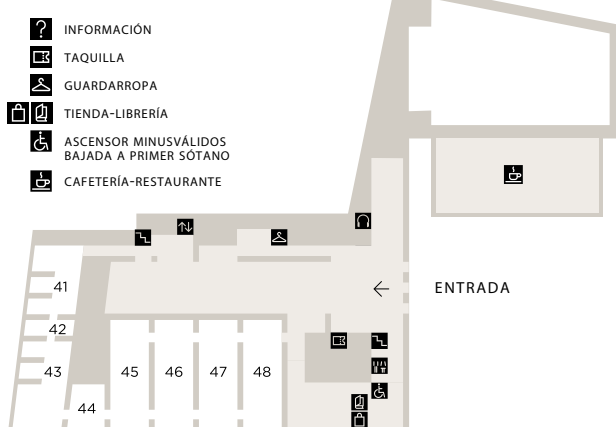 ?
INFORMACIÓN
TAQUILLA
GUARDARROPA
TIENDA-LIBRERÍA
ASCENSOR MINUSVÁLIDOS
BAJADA A PRIMER SÓTANO
CAFETERÍA-RESTAURANTE
ENTRADA
41
42
43
44
45
46
47
48